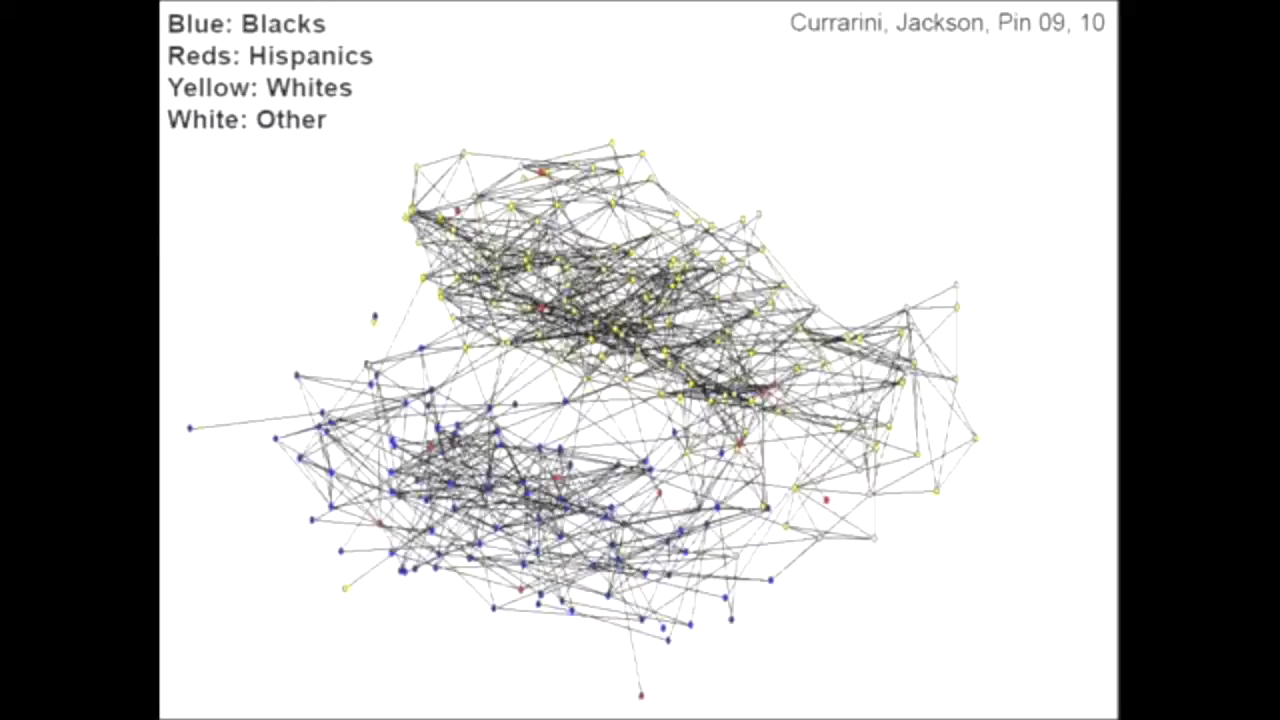 Blue: Blacks
Reds: Hispanics
Yellow: Whites
White: Other
Currarini, Jackson, Pin 09, 10